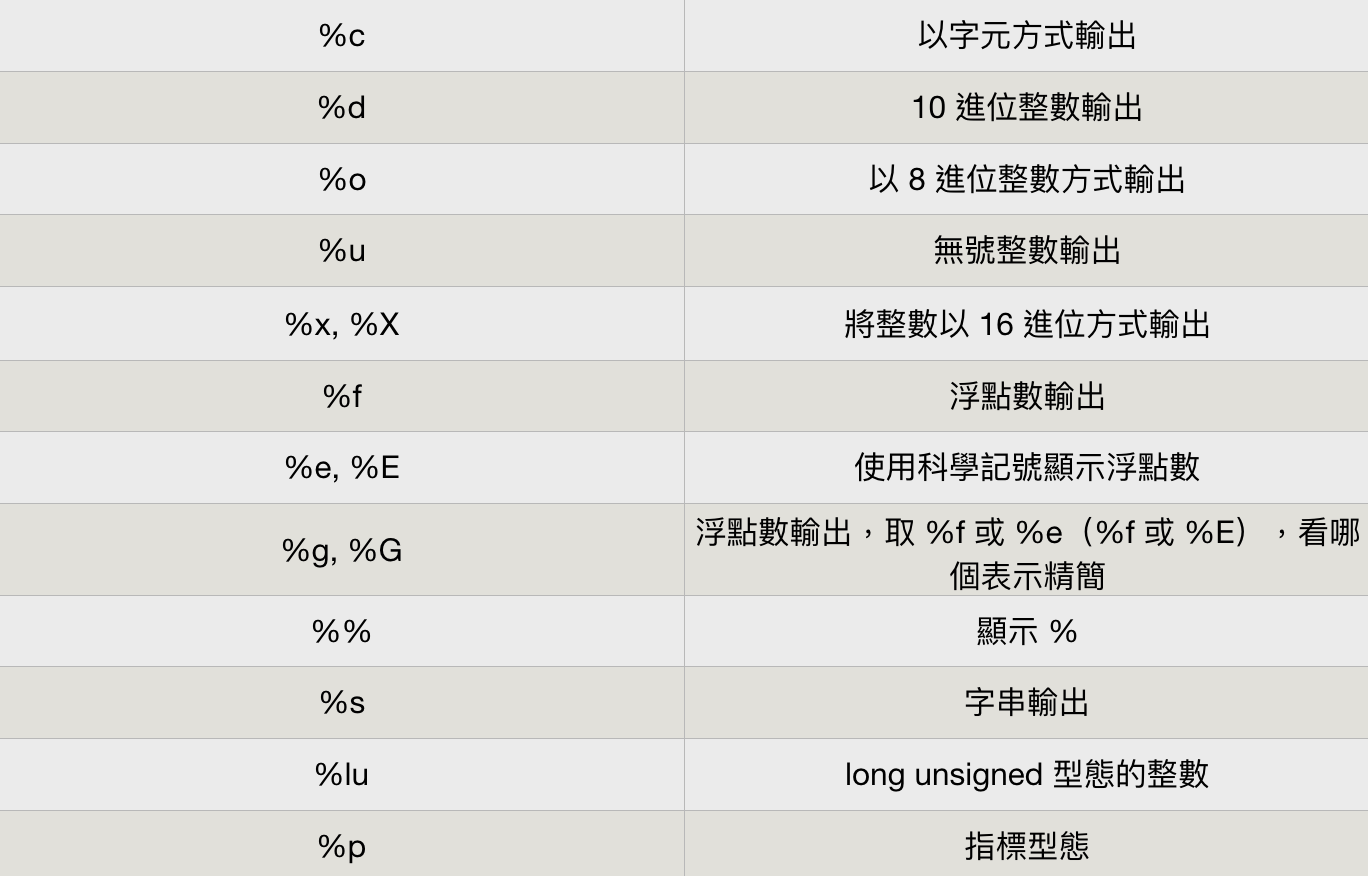 %c 以字元方式輸出
%d 10 進位整數輸出
%o 以 8 進位整數方式輸出
%u 無號整數輸出
%x, %X 將整數以 16 進位方式輸出
%f 浮點數輸出
%e, %E 使用科學記號顯示浮點數
%g, %G 浮點數輸出，取 %f 或 %e（%f 或 %E），看哪
個表示精簡
%% 顯示 %
%s 字串輸出
%lu long unsigned 型態的整數
%p 指標型態